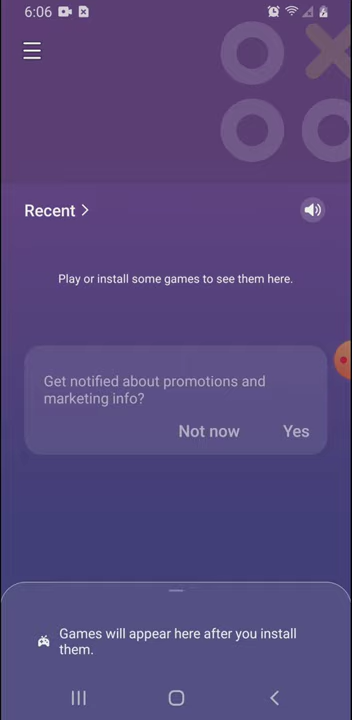 6:06
Recent >
Play or install some games to see them here.
Get notified about promotions and
marketing info?
Not now Yes
Games will appear here after you install
them.